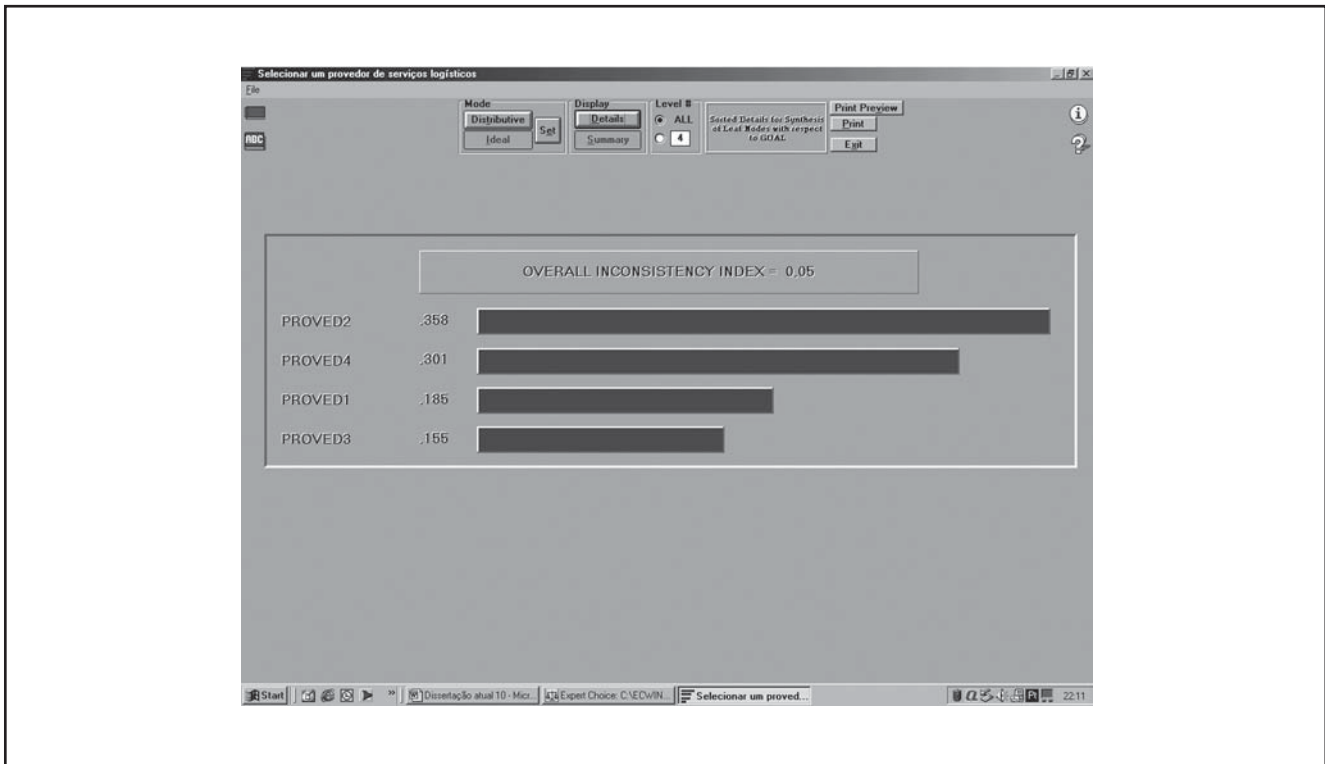 Selecionar um provedor de serviços logísticos
File
Mode
Distributive
Ideal
Set
Display
Details
Summary
Level #
ALL
4
Sorted Details for Synthesis
of Leaf Nodes with respect
to GOAL
Print Preview
Print
Exit
ABC
OVERALL INCONSISTENCY INDEX = 0,05
PROVED2 ,358
PROVED4 ,301
PROVED1 ,185
PROVED3 ,155
Start » Dissertação atual 10 - Micr... Expert Choice: C:\ECWIN... Selecionar um proved... 22:11